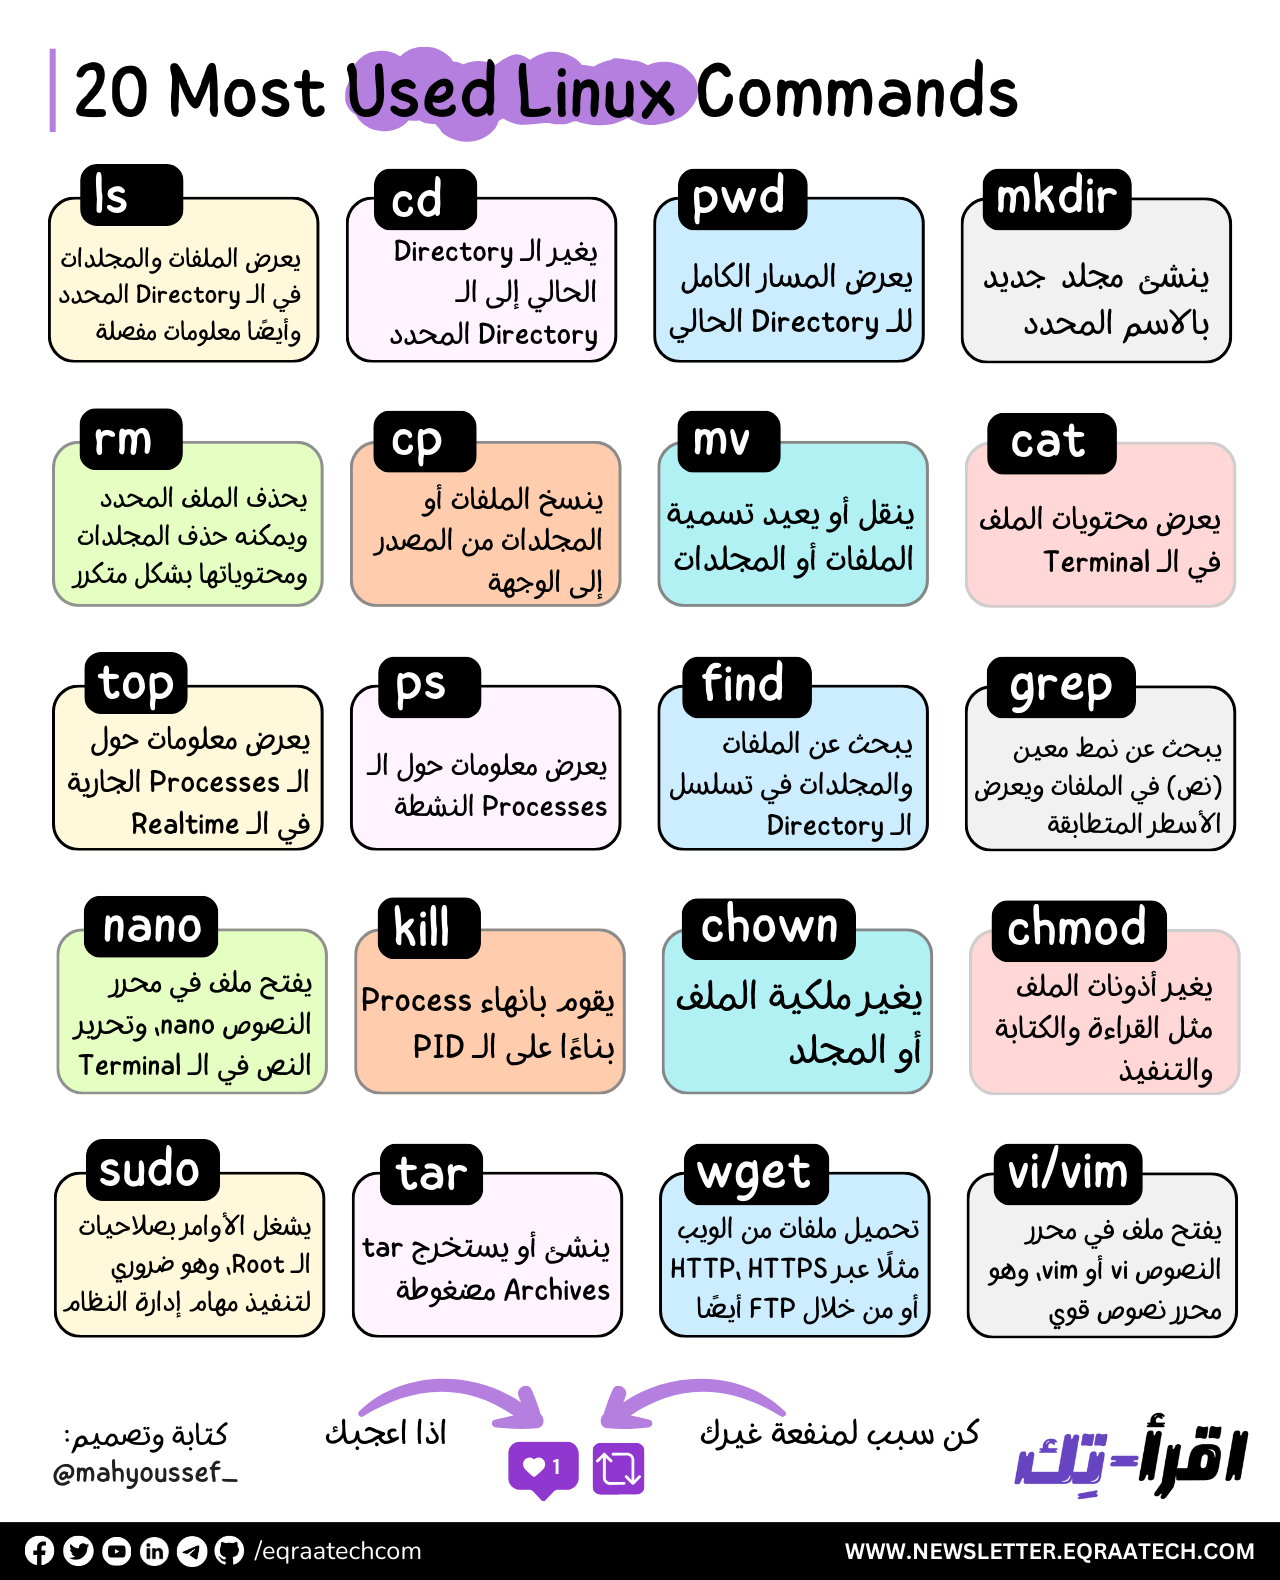 20 Most Used Linux Commands
ls
يعرض الملفات والمجلدات
في الـ Directory المحدد
وأيضًا معلومات مفصلة
cd
يغير الـ Directory
الحالي إلى الـ
Directory المحدد
pwd
يعرض المسار الكامل
للـ Directory الحالي
mkdir
ينشئ مجلد جديد
بالاسم المحدد
rm
يحذف الملف المحدد
ويمكنه حذف المجلدات
ومحتوياتها بشكل متكرر
cp
ينسخ الملفات أو
المجلدات من المصدر
إلى الوجهة
mv
ينقل أو يعيد تسمية
الملفات أو المجلدات
cat
يعرض محتويات الملف
في الـ Terminal
top
يعرض معلومات حول
الـ Processes الجارية
في الـ Realtime
ps
يعرض معلومات حول الـ
Processes النشطة
find
يبحث عن الملفات
والمجلدات في تسلسل
الـ Directory
grep
يبحث عن نمط معين
(نص) في الملفات ويعرض
الأسطر المتطابقة
nano
يفتح ملف في محرر
النصوص nano، وتحرير
النص في الـ Terminal
kill
يقوم بانهاء Process
بناءًا على الـ PID
chown
يغير ملكية الملف
أو المجلد
chmod
يغير أذونات الملف
مثل القراءة والكتابة
والتنفيذ
sudo
يشغل الأوامر بصلاحيات
الـ Root، وهو ضروري
لتنفيذ مهام إدارة النظام
tar
ينشئ أو يستخرج tar
Archives مضغوطة
wget
تحميل ملفات من الويب
مثلًا عبر HTTP، HTTPS
أو من خلال FTP أيضًا
vi/vim
يفتح ملف في محرر
النصوص vi أو vim، وهو
محرر نصوص قوي
كتابة وتصميم:
@mahyoussef_
اذا اعجبك
1
كن سبب لمنفعة غيرك
اقرأ-تِك
/eqraatechcom
WWW.NEWSLETTER.EQRAATECH.COM